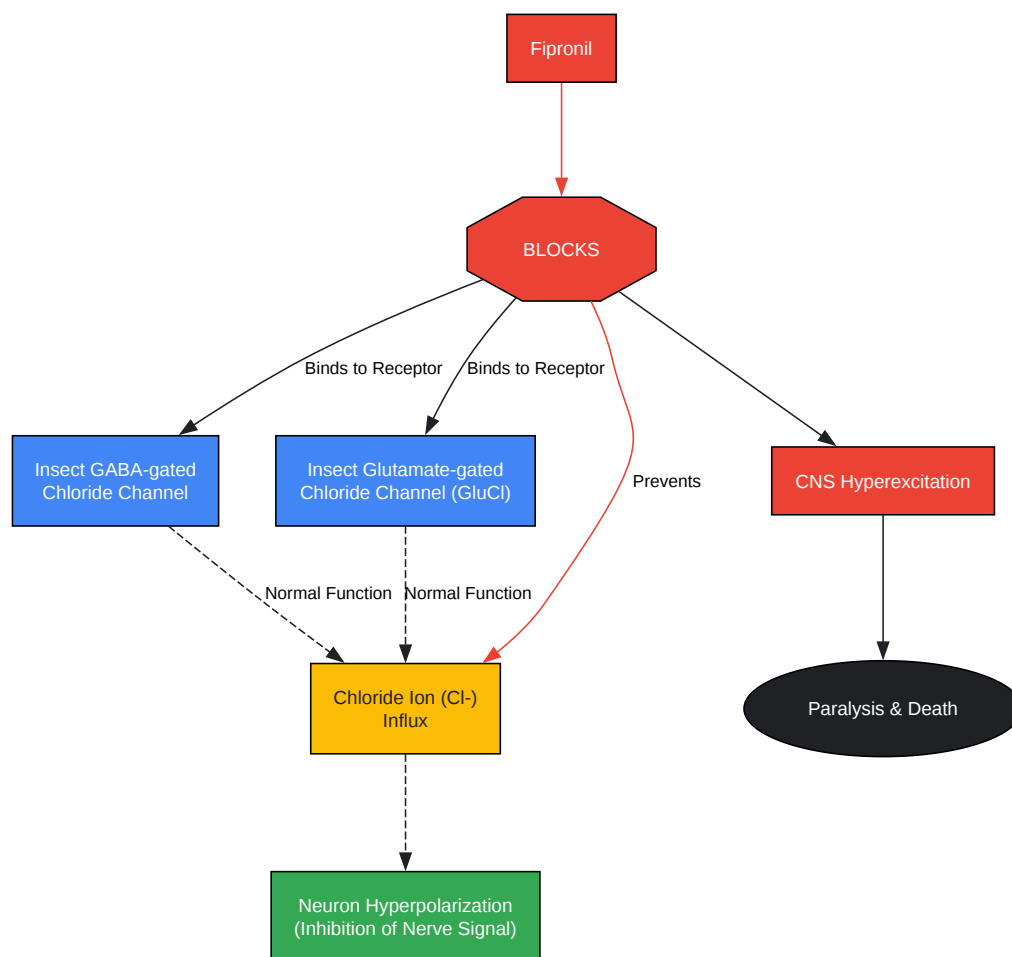 Fipronil
BLOCKS
Binds to Receptor
Binds to Receptor
Insect GABA-gated
Chloride Channel
Insect Glutamate-gated
Chloride Channel (GluCl)
Prevents
CNS Hyperexcitation
Normal Function
Normal Function
Chloride Ion (Cl-)
Influx
Paralysis & Death
Neuron Hyperpolarization
(Inhibition of Nerve Signal)